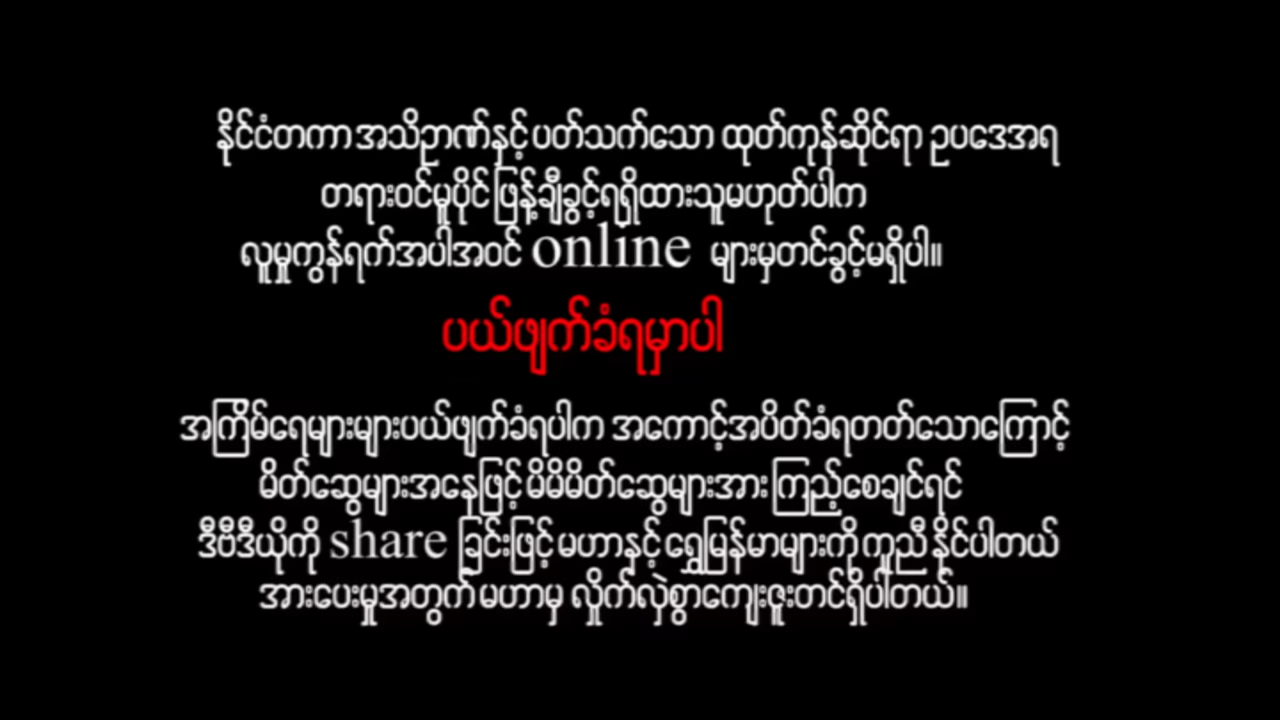 နိုင်ငံတကာ အသိဥာဏ်နှင့် ပတ်သက်သော ထုတ်ကုန်ဆိုင်ရာ ဥပဒေအရ
တရားဝင်မူပိုင် ဖြန့်ချီခွင့်ရရှိထားသူမဟုတ်ပါက
လူမှုကွန်ရက်အပါအဝင် online များမှတင်ခွင့်မရှိပါ။
ပယ်ဖျက်ခံရမှာပါ
အကြိမ်ရေများများပယ်ဖျက်ခံရပါက အကောင့်အပိတ်ခံရတတ်သောကြောင့်
မိတ်ဆွေများအနေဖြင့် မိမိမိတ်ဆွေများအား ကြည့်စေချင်ရင်
ဒီဗီဒီယိုကို share ခြင်းဖြင့် မဟာနှင့် ရွှေမြန်မာများကို ကူညီ နိုင်ပါတယ်
အားပေးမှုအတွက် မဟာမှ လှိုက်လှဲစွာကျေးဇူးတင်ရှိပါတယ်။